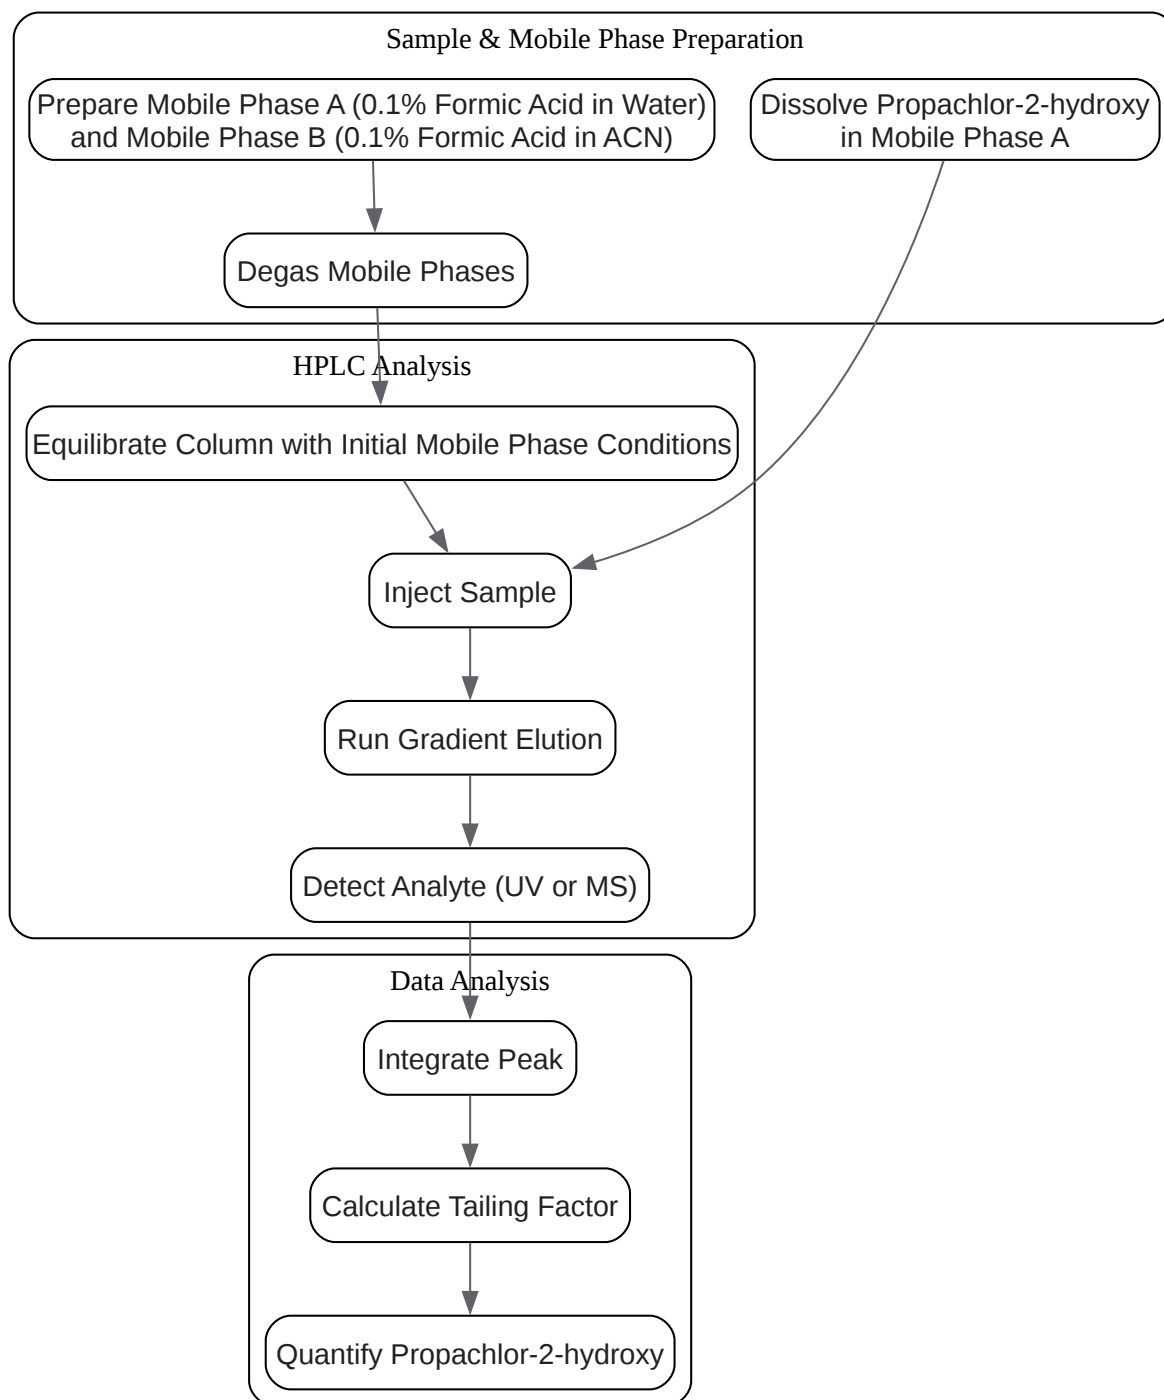 Sample & Mobile Phase Preparation
Prepare Mobile Phase A (0.1% Formic Acid in Water)
and Mobile Phase B (0.1% Formic Acid in ACN)
Dissolve Propachlor-2-hydroxy
in Mobile Phase A
Degas Mobile Phases
HPLC Analysis
Equilibrate Column with Initial Mobile Phase Conditions
Inject Sample
Run Gradient Elution
Detect Analyte (UV or MS)
Data Analysis
Integrate Peak
Calculate Tailing Factor
Quantify Propachlor-2-hydroxy